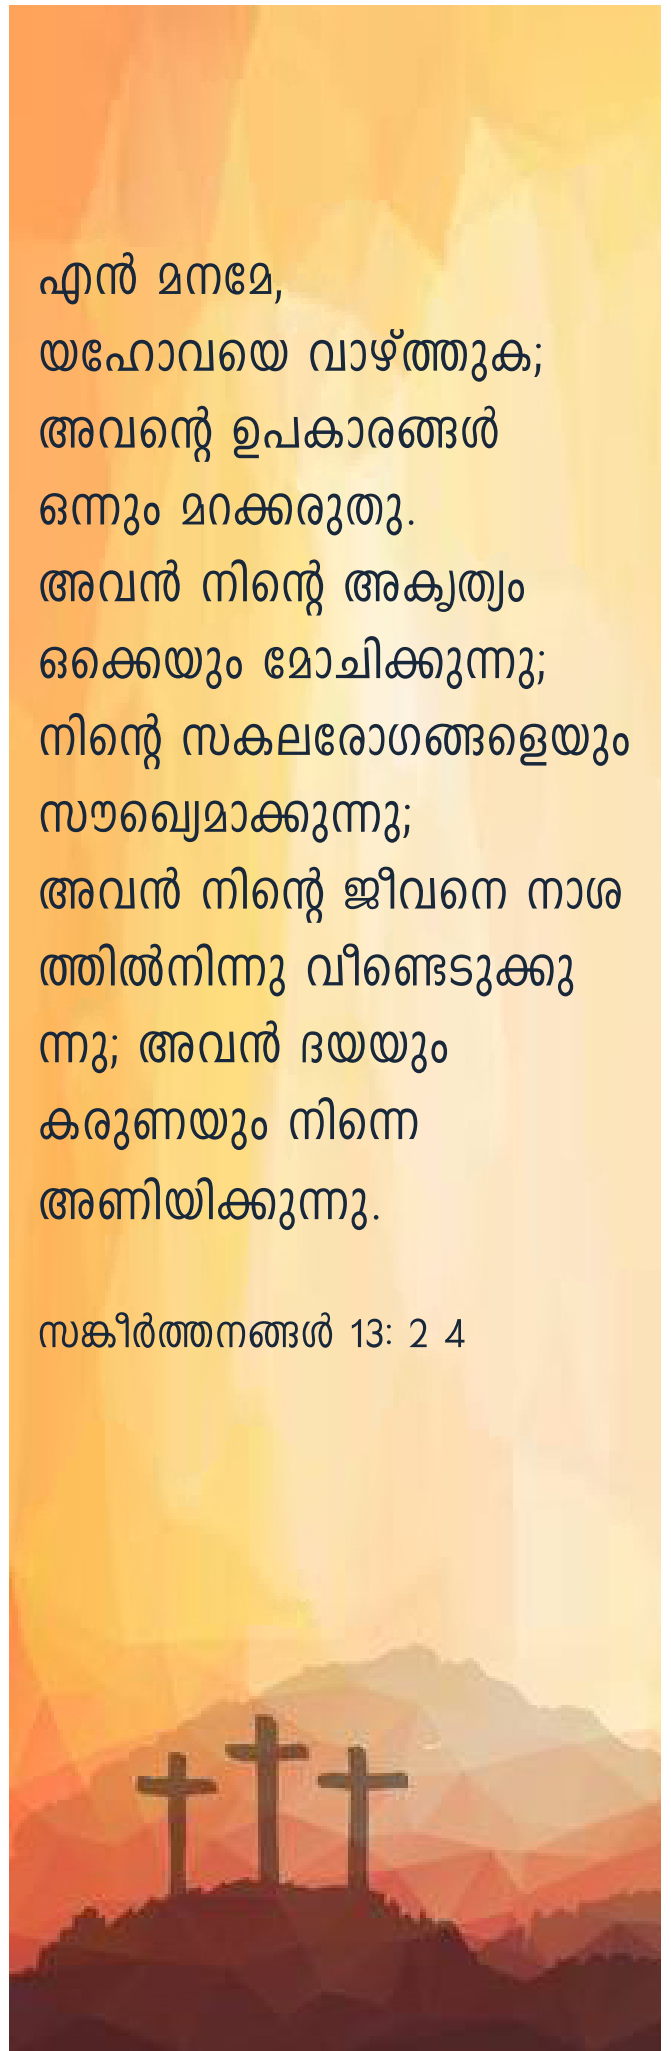 എൻ മനമേ,
യഹോവയെ വാഴ്ത്തുക;
അവന്റെ ഉപകാരങ്ങൾ
ഒന്നും മറക്കരുതു.
അവൻ നിന്റെ അകൃത്യം
ഒക്കെയും മോചിക്കുന്നു;
നിന്റെ സകലരോഗങ്ങളെയും
സൗഖ്യെമാക്കുന്നു;
അവൻ നിന്റെ ജീവനെ നാശ
ത്തിൽനിന്നു വീണ്ടെടുക്കു
ന്നു; അവൻ ദയയും
കരുണയും നിന്നെ
അണിയിക്കുന്നു.
സങ്കീർത്തനങ്ങൾ 13: 2 4